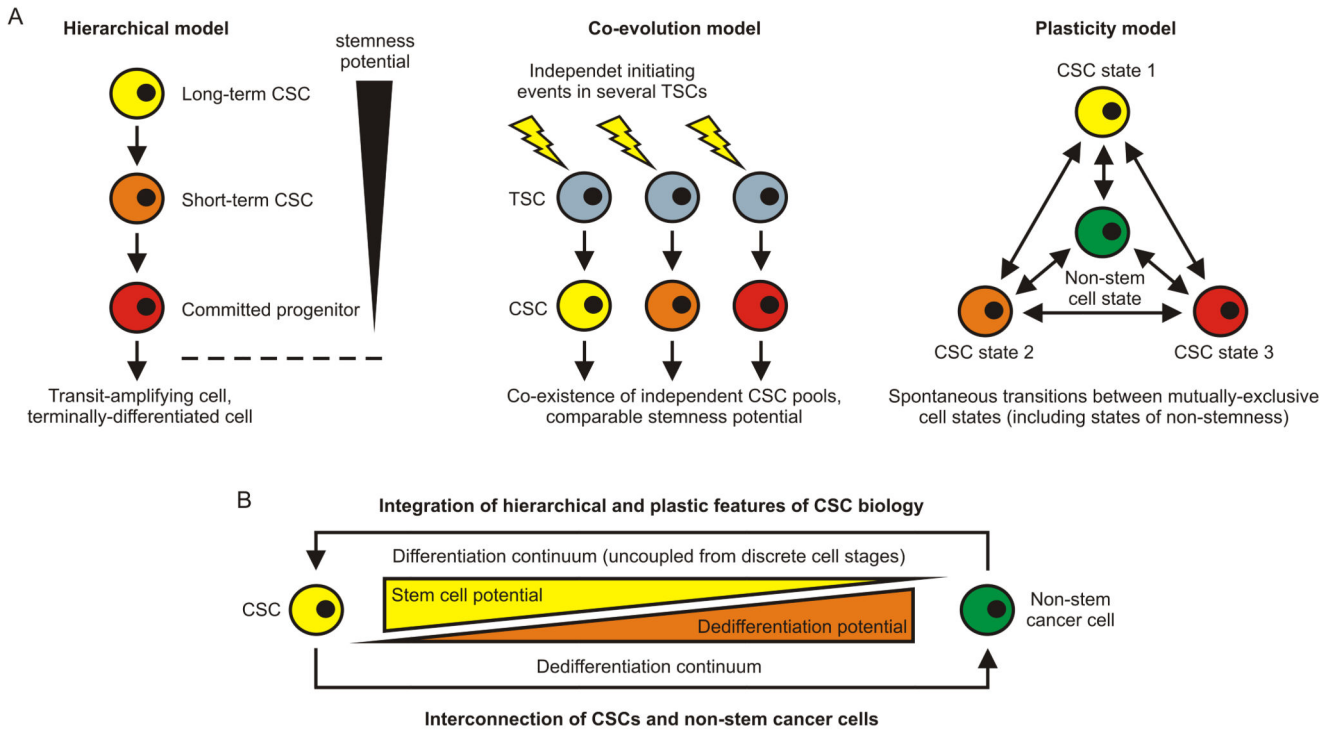 A
Hierarchical model
stemness
potential
Long-term CSC
Short-term CSC
Committed progenitor
Transit-amplifying cell,
terminally-differentiated cell
Co-evolution model
Independet initiating
events in several TSCs
TSC
CSC
Co-existence of independent CSC pools,
comparable stemness potential
Plasticity model
CSC state 1
Non-stem
cell state
CSC state 2
CSC state 3
Spontaneous transitions between mutually-exclusive
cell states (including states of non-stemness)
B
Integration of hierarchical and plastic features of CSC biology
Differentiation continuum (uncoupled from discrete cell stages)
CSC
Stem cell potential
Dedifferentiation potential
Non-stem
cancer cell
Dedifferentiation continuum
Interconnection of CSCs and non-stem cancer cells